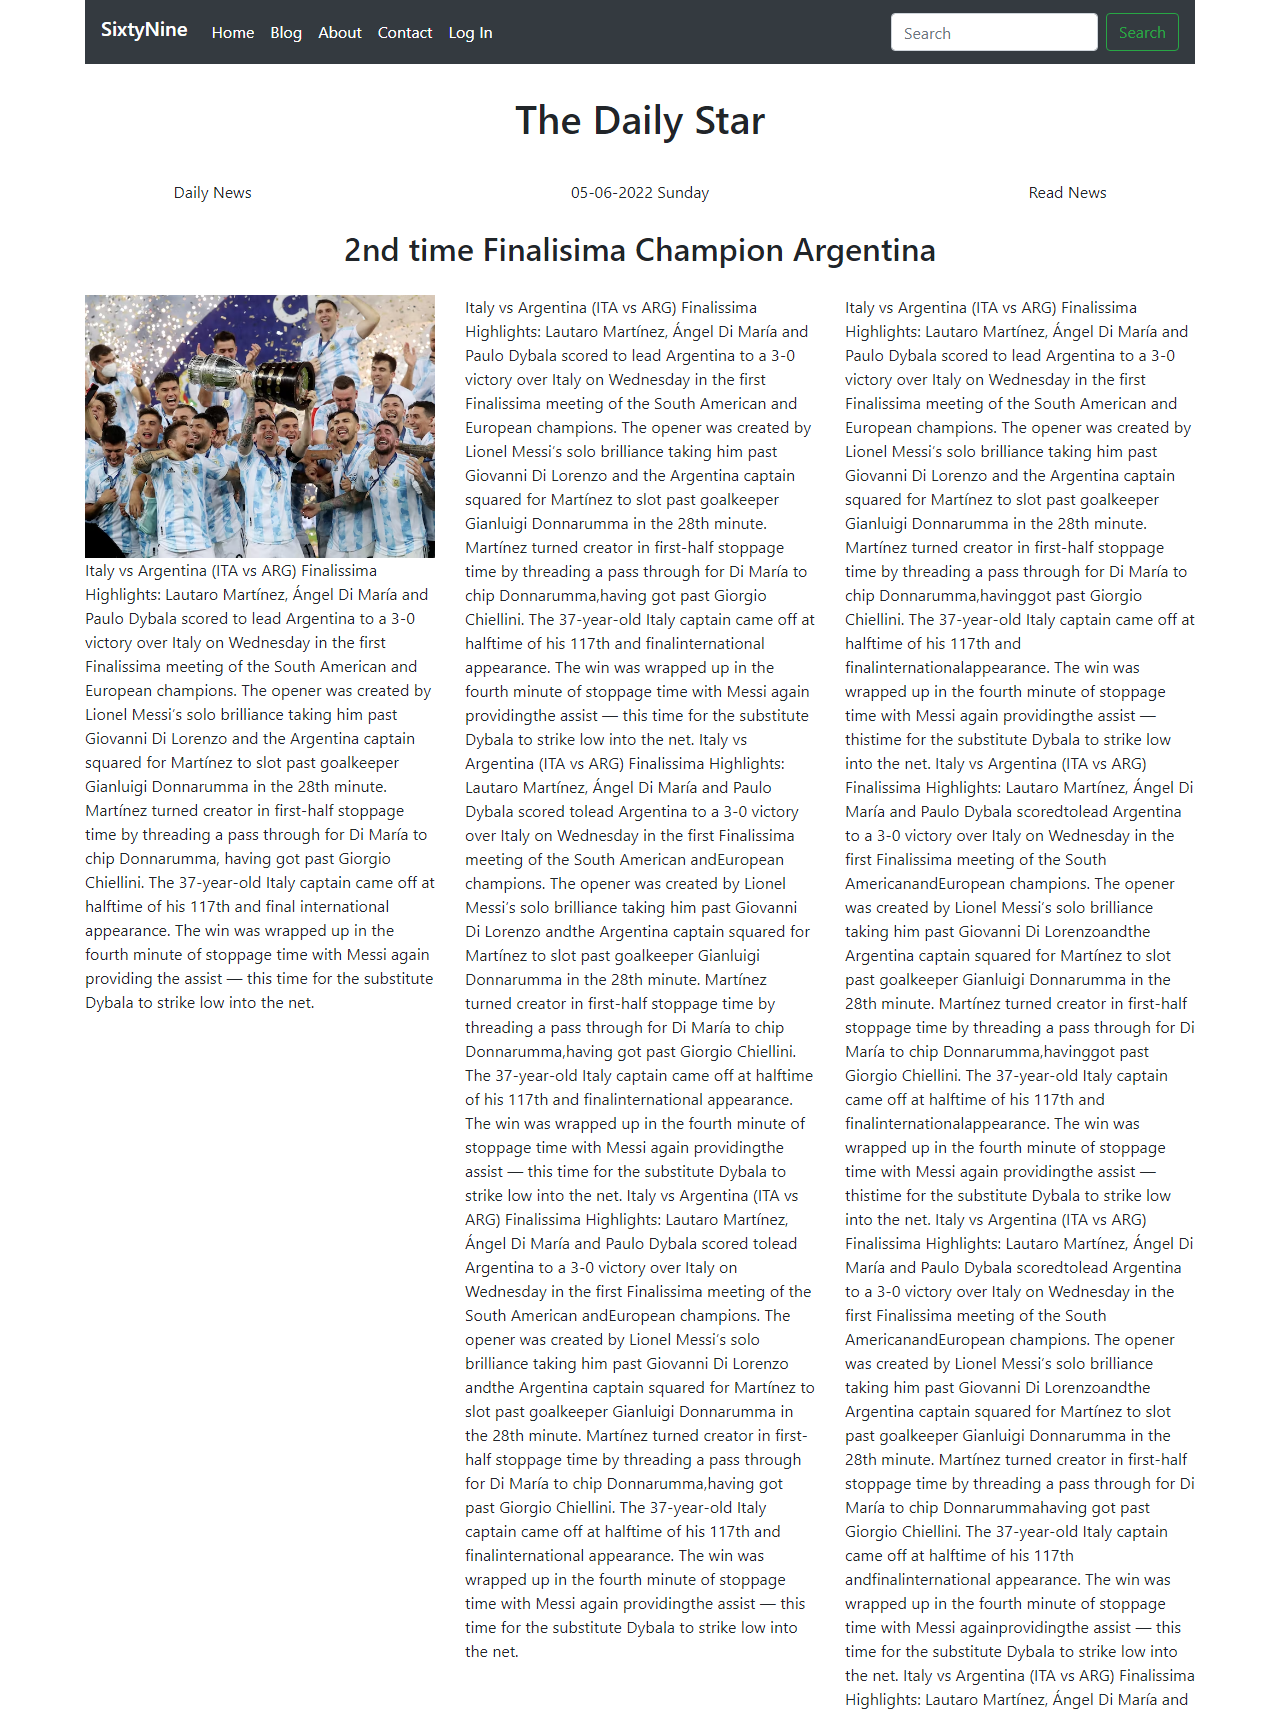 SixtyNine Home Blog About Contact Log In Search Search
The Daily Star
Daily News 05-06-2022 Sunday Read News
2nd time Finalisima Champion Argentina
Italy vs Argentina (ITA vs ARG) Finalissima
Highlights: Lautaro Martínez, Ángel Di María and
Paulo Dybala scored to lead Argentina to a 3-0
victory over Italy on Wednesday in the first
Finalissima meeting of the South American and
European champions. The opener was created by
Lionel Messi's solo brilliance taking him past
Giovanni Di Lorenzo and the Argentina captain
squared for Martínez to slot past goalkeeper
Gianluigi Donnarumma in the 28th minute.
Martínez turned creator in first-half stoppage
time by threading a pass through for Di María to
chip Donnarumma, having got past Giorgio
Chiellini. The 37-year-old Italy captain came off at
halftime of his 117th and final international
appearance. The win was wrapped up in the
fourth minute of stoppage time with Messi again
providing the assist — this time for the substitute
Dybala to strike low into the net.
Italy vs Argentina (ITA vs ARG) Finalissima
Highlights: Lautaro Martínez, Ángel Di María and
Paulo Dybala scored to lead Argentina to a 3-0
victory over Italy on Wednesday in the first
Finalissima meeting of the South American and
European champions. The opener was created by
Lionel Messi's solo brilliance taking him past
Giovanni Di Lorenzo and the Argentina captain
squared for Martínez to slot past goalkeeper
Gianluigi Donnarumma in the 28th minute.
Martínez turned creator in first-half stoppage
time by threading a pass through for Di María to
chip Donnarumma,having got past Giorgio
Chiellini. The 37-year-old Italy captain came off at
halftime of his 117th and finalinternational
appearance. The win was wrapped up in the
fourth minute of stoppage time with Messi again
providingthe assist — this time for the substitute
Dybala to strike low into the net. Italy vs
Argentina (ITA vs ARG) Finalissima Highlights:
Lautaro Martínez, Ángel Di María and Paulo
Dybala scored tolead Argentina to a 3-0 victory
over Italy on Wednesday in the first Finalissima
meeting of the South American andEuropean
champions. The opener was created by Lionel
Messi's solo brilliance taking him past Giovanni
Di Lorenzo andthe Argentina captain squared for
Martínez to slot past goalkeeper Gianluigi
Donnarumma in the 28th minute. Martínez
turned creator in first-half stoppage time by
threading a pass through for Di María to chip
Donnarumma,having got past Giorgio Chiellini.
The 37-year-old Italy captain came off at halftime
of his 117th and finalinternational appearance.
The win was wrapped up in the fourth minute of
stoppage time with Messi again providingthe
assist — this time for the substitute Dybala to
strike low into the net. Italy vs Argentina (ITA vs
ARG) Finalissima Highlights: Lautaro Martínez,
Ángel Di María and Paulo Dybala scored tolead
Argentina to a 3-0 victory over Italy on
Wednesday in the first Finalissima meeting of the
South American andEuropean champions. The
opener was created by Lionel Messi's solo
brilliance taking him past Giovanni Di Lorenzo
andthe Argentina captain squared for Martínez to
slot past goalkeeper Gianluigi Donnarumma in
the 28th minute. Martínez turned creator in first-
half stoppage time by threading a pass through
for Di María to chip Donnarumma,having got
past Giorgio Chiellini. The 37-year-old Italy
captain came off at halftime of his 117th and
finalinternational appearance. The win was
wrapped up in the fourth minute of stoppage
time with Messi again providingthe assist — this
time for the substitute Dybala to strike low into
the net.
Italy vs Argentina (ITA vs ARG) Finalissima
Highlights: Lautaro Martínez, Ángel Di María and
Paulo Dybala scored to lead Argentina to a 3-0
victory over Italy on Wednesday in the first
Finalissima meeting of the South American and
European champions. The opener was created by
Lionel Messi's solo brilliance taking him past
Giovanni Di Lorenzo and the Argentina captain
squared for Martínez to slot past goalkeeper
Gianluigi Donnarumma in the 28th minute.
Martínez turned creator in first-half stoppage
time by threading a pass through for Di María to
chip Donnarumma,havinggot past Giorgio
Chiellini. The 37-year-old Italy captain came off at
halftime of his 117th and
finalinternationalappearance. The win was
wrapped up in the fourth minute of stoppage
time with Messi again providingthe assist —
thistime for the substitute Dybala to strike low
into the net. Italy vs Argentina (ITA vs ARG)
Finalissima Highlights: Lautaro Martínez, Ángel Di
María and Paulo Dybala scoredtolead Argentina
to a 3-0 victory over Italy on Wednesday in the
first Finalissima meeting of the South
AmericanandEuropean champions. The opener
was created by Lionel Messi's solo brilliance
taking him past Giovanni Di Lorenzoandthe
Argentina captain squared for Martínez to slot
past goalkeeper Gianluigi Donnarumma in the
28th minute. Martínez turned creator in first-half
stoppage time by threading a pass through for Di
María to chip Donnarumma,havinggot past
Giorgio Chiellini. The 37-year-old Italy captain
came off at halftime of his 117th and
finalinternationalappearance. The win was
wrapped up in the fourth minute of stoppage
time with Messi again providingthe assist —
thistime for the substitute Dybala to strike low
into the net. Italy vs Argentina (ITA vs ARG)
Finalissima Highlights: Lautaro Martínez, Ángel Di
María and Paulo Dybala scoredtolead Argentina
to a 3-0 victory over Italy on Wednesday in the
first Finalissima meeting of the South
AmericanandEuropean champions. The opener
was created by Lionel Messi's solo brilliance
taking him past Giovanni Di Lorenzoandthe
Argentina captain squared for Martínez to slot
past goalkeeper Gianluigi Donnarumma in the
28th minute. Martínez turned creator in first-half
stoppage time by threading a pass through for Di
María to chip Donnarummahaving got past
Giorgio Chiellini. The 37-year-old Italy captain
came off at halftime of his 117th
andfinalinternational appearance. The win was
wrapped up in the fourth minute of stoppage
time with Messi againprovidingthe assist — this
time for the substitute Dybala to strike low into
the net. Italy vs Argentina (ITA vs ARG) Finalissima
Highlights: Lautaro Martínez, Ángel Di María and